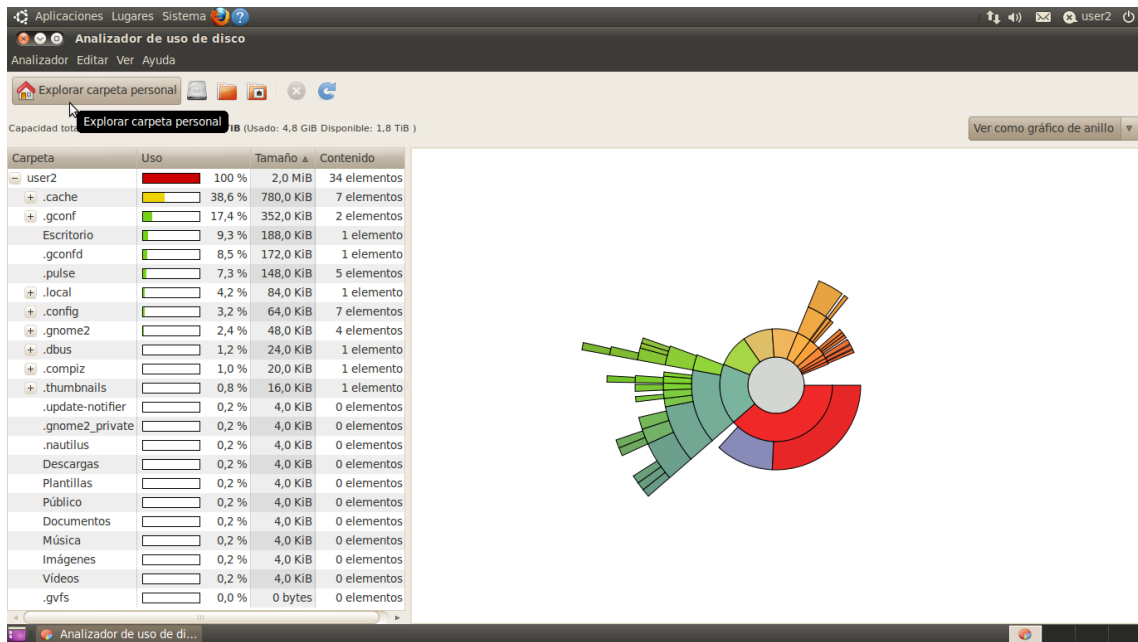 Aplicaciones Lugares Sistema ? user2
Analizador de uso de disco
Analizador Editar Ver Ayuda
Explorar carpeta personal
Explorar carpeta personal
Capacidad tota TiB (Usado: 4,8 GiB Disponible: 1,8 TiB )
Ver como gráfico de anillo
Carpeta Uso Tamaño Contenido
user2 100 % 2,0 MiB 34 elementos
.cache 38,6 % 780,0 KiB 7 elementos
.gconf 17,4 % 352,0 KiB 2 elementos
Escritorio 9,3 % 188,0 KiB 1 elemento
.gconfd 8,5 % 172,0 KiB 1 elemento
.pulse 7,3 % 148,0 KiB 5 elementos
.local 4,2 % 84,0 KiB 1 elemento
.config 3,2 % 64,0 KiB 7 elementos
.gnome2 2,4 % 48,0 KiB 4 elementos
.dbus 1,2 % 24,0 KiB 1 elemento
.compiz 1,0 % 20,0 KiB 1 elemento
.thumbnails 0,8 % 16,0 KiB 1 elemento
.update-notifier 0,2 % 4,0 KiB 0 elementos
.gnome2_private 0,2 % 4,0 KiB 0 elementos
.nautilus 0,2 % 4,0 KiB 0 elementos
Descargas 0,2 % 4,0 KiB 0 elementos
Plantillas 0,2 % 4,0 KiB 0 elementos
Público 0,2 % 4,0 KiB 0 elementos
Documentos 0,2 % 4,0 KiB 0 elementos
Música 0,2 % 4,0 KiB 0 elementos
Imágenes 0,2 % 4,0 KiB 0 elementos
Vídeos 0,2 % 4,0 KiB 0 elementos
.gvfs 0,0 % 0 bytes 0 elementos
Analizador de uso de di...